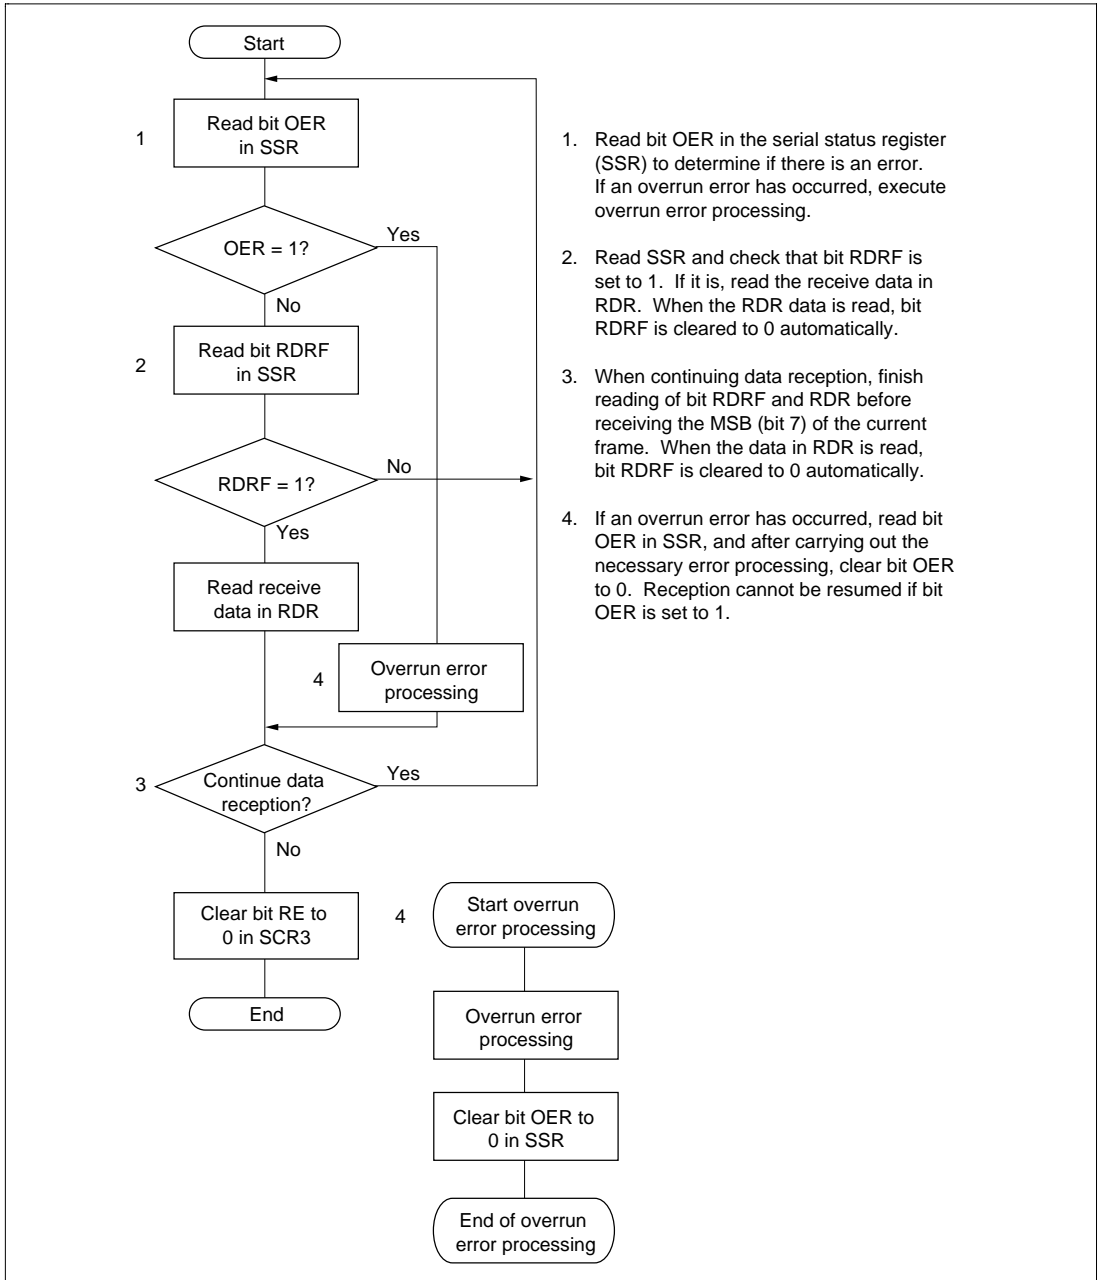 Start
1
Read bit OER
in SSR
OER = 1?
Yes
No
2
Read bit RDRF
in SSR
RDRF = 1?
No
Yes
Read receive
data in RDR
4
Overrun error
processing
3
Continue data
reception?
Yes
No
Clear bit RE to
0 in SCR3
End
4
Start overrun
error processing
Overrun error
processing
Clear bit OER to
0 in SSR
End of overrun
error processing
1. Read bit OER in the serial status register
(SSR) to determine if there is an error.
If an overrun error has occurred, execute
overrun error processing.
2. Read SSR and check that bit RDRF is
set to 1. If it is, read the receive data in
RDR. When the RDR data is read, bit
RDRF is cleared to 0 automatically.
3. When continuing data reception, finish
reading of bit RDRF and RDR before
receiving the MSB (bit 7) of the current
frame. When the data in RDR is read,
bit RDRF is cleared to 0 automatically.
4. If an overrun error has occurred, read bit
OER in SSR, and after carrying out the
necessary error processing, clear bit OER
to 0. Reception cannot be resumed if bit
OER is set to 1.